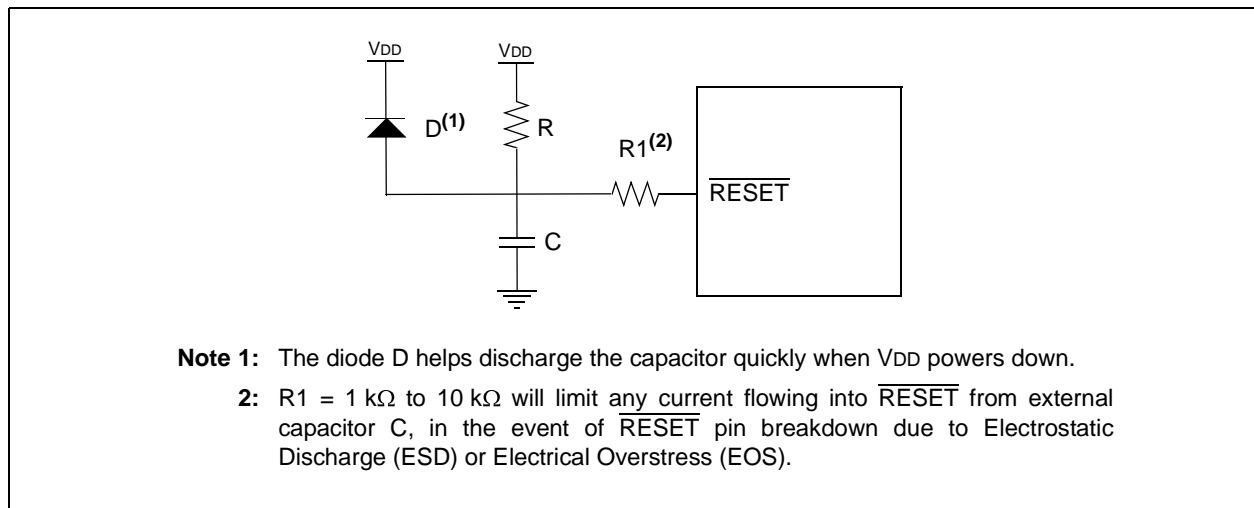 VDD VDD
D(1) R
R1(2)
RESET
C
Note 1: The diode D helps discharge the capacitor quickly when VDD powers down.
2: R1 = 1 kΩ to 10 kΩ will limit any current flowing into RESET from external
capacitor C, in the event of RESET pin breakdown due to Electrostatic
Discharge (ESD) or Electrical Overstress (EOS).